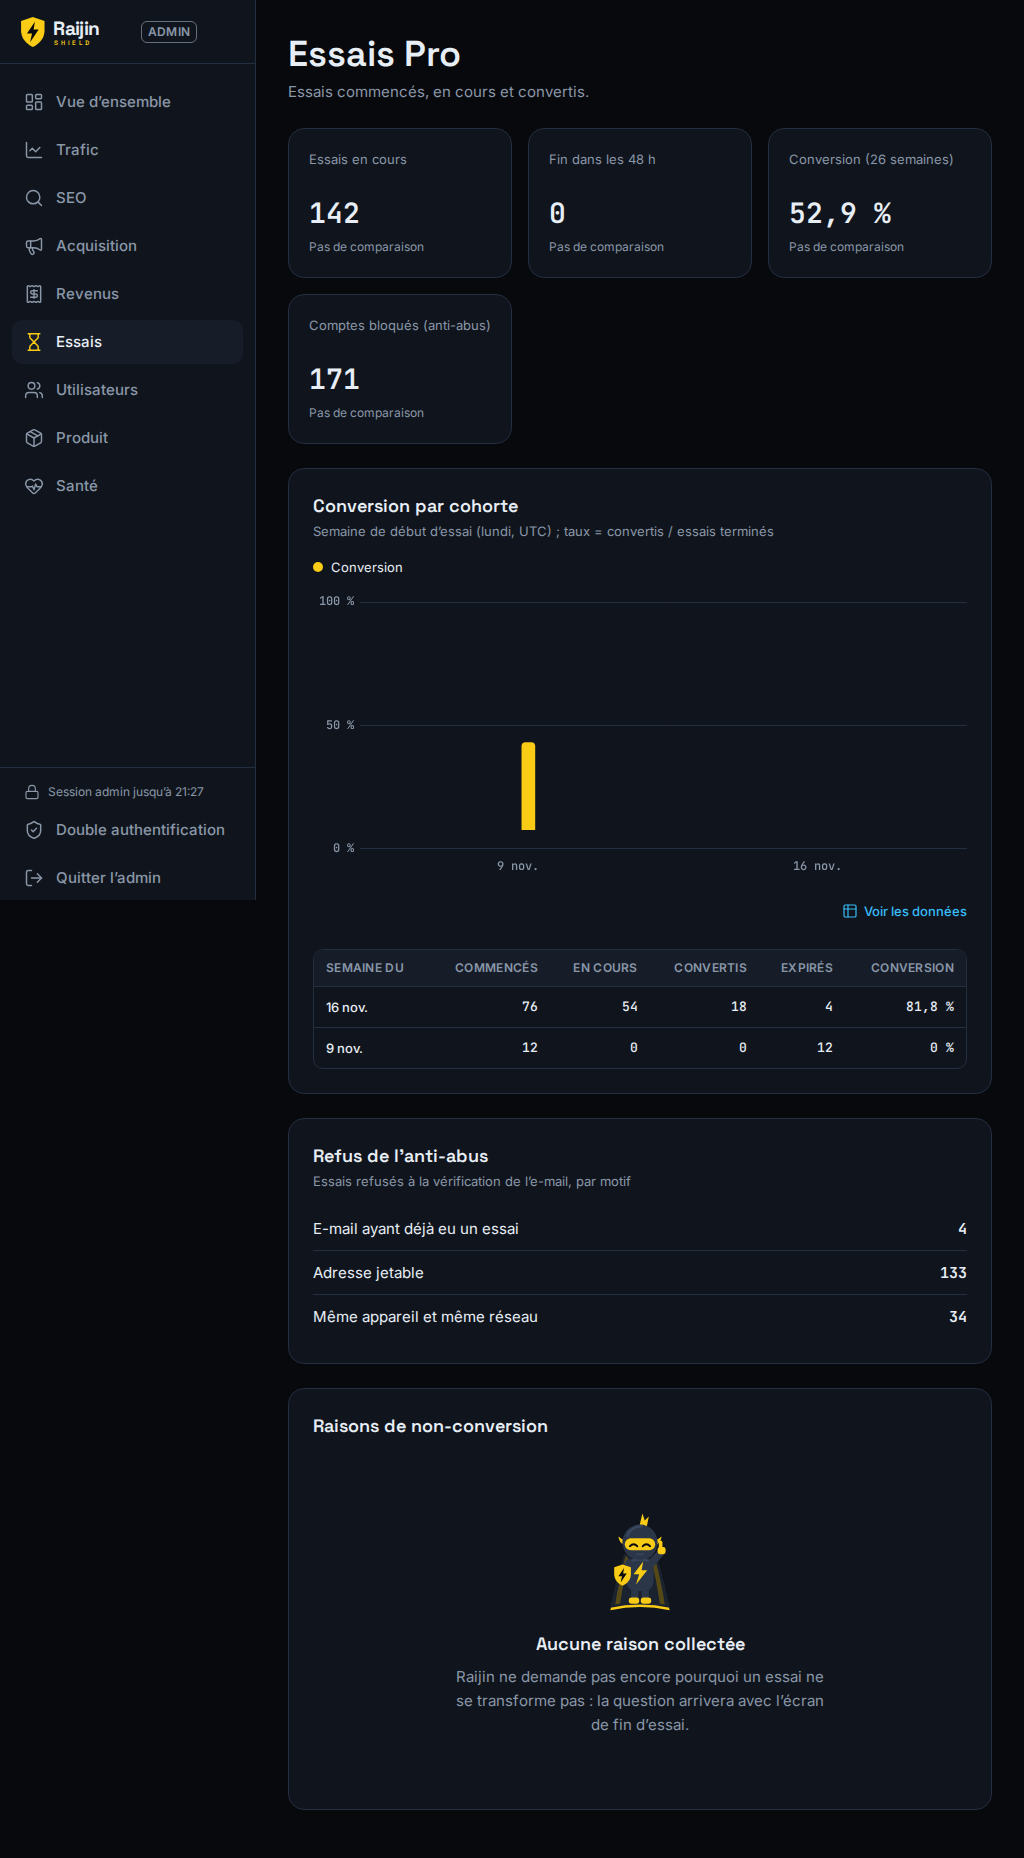 Raijin
SHIELD
ADMIN
Vue d’ensemble
Trafic
SEO
Acquisition
Revenus
Essais
Utilisateurs
Produit
Santé
Session admin jusqu’à 21:27
Double authentification
Quitter l’admin
Essais Pro
Essais commencés, en cours et convertis.
Essais en cours
142
Pas de comparaison
Fin dans les 48 h
0
Pas de comparaison
Conversion (26 semaines)
52,9 %
Pas de comparaison
Comptes bloqués (anti-abus)
171
Pas de comparaison
Conversion par cohorte
Semaine de début d’essai (lundi, UTC) ; taux = convertis / essais terminés
Conversion
100 %
50 %
0 %
9 nov. 16 nov.
Voir les données
SEMAINE DU COMMENCÉS EN COURS CONVERTIS EXPIRÉS CONVERSION
16 nov. 76 54 18 4 81,8 %
9 nov. 12 0 0 12 0 %
Refus de l’anti-abus
Essais refusés à la vérification de l’e-mail, par motif
E-mail ayant déjà eu un essai 4
Adresse jetable 133
Même appareil et même réseau 34
Raisons de non-conversion
Aucune raison collectée
Raijin ne demande pas encore pourquoi un essai ne
se transforme pas : la question arrivera avec l’écran
de fin d’essai.